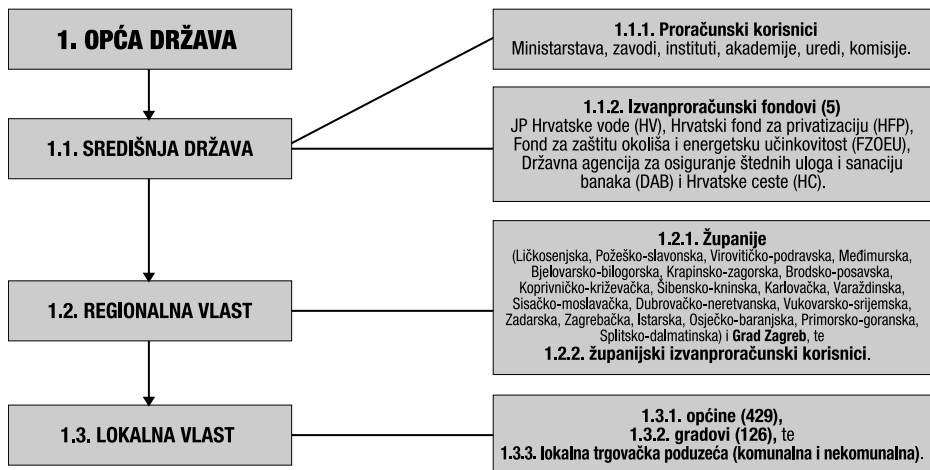 1. OPĆA DRŽAVA
1.1.1. Proračunski korisnici
Ministarstava, zavodi, instituti, akademije, uredi, komisije.
1.1. SREDIŠNJA DRŽAVA
1.1.2. Izvanproračunski fondovi (5)
JP Hrvatske vode (HV), Hrvatski fond za privatizaciju (HFP),
Fond za zaštitu okoliša i energetsku učinkovitost (FZOEU),
Državna agencija za osiguranje štednih uloga i sanaciju
banaka (DAB) i Hrvatske ceste (HC).
1.2. REGIONALNA VLAST
1.2.1. Županije
(Ličkosenjska, Požeško-slavonska, Virovitičko-podravska, Međimurska,
Bjelovarsko-bilogorska, Krapinsko-zagorska, Brodsko-posavska,
Koprivničko-križevačka, Šibensko-kninska, Karlovačka, Varaždinska,
Sisačko-moslavačka, Dubrovačko-neretvanska, Vukovarsko-srijemska,
Zadarska, Zagrebačka, Istarska, Osječko-baranjska, Primorsko-goranska,
Splitsko-dalmatinska) i Grad Zagreb, te
1.2.2. županijski izvanproračunski korisnici.
1.3. LOKALNA VLAST
1.3.1. općine (429),
1.3.2. gradovi (126), te
1.3.3. lokalna trgovačka poduzeća (komunalna i nekomunalna).